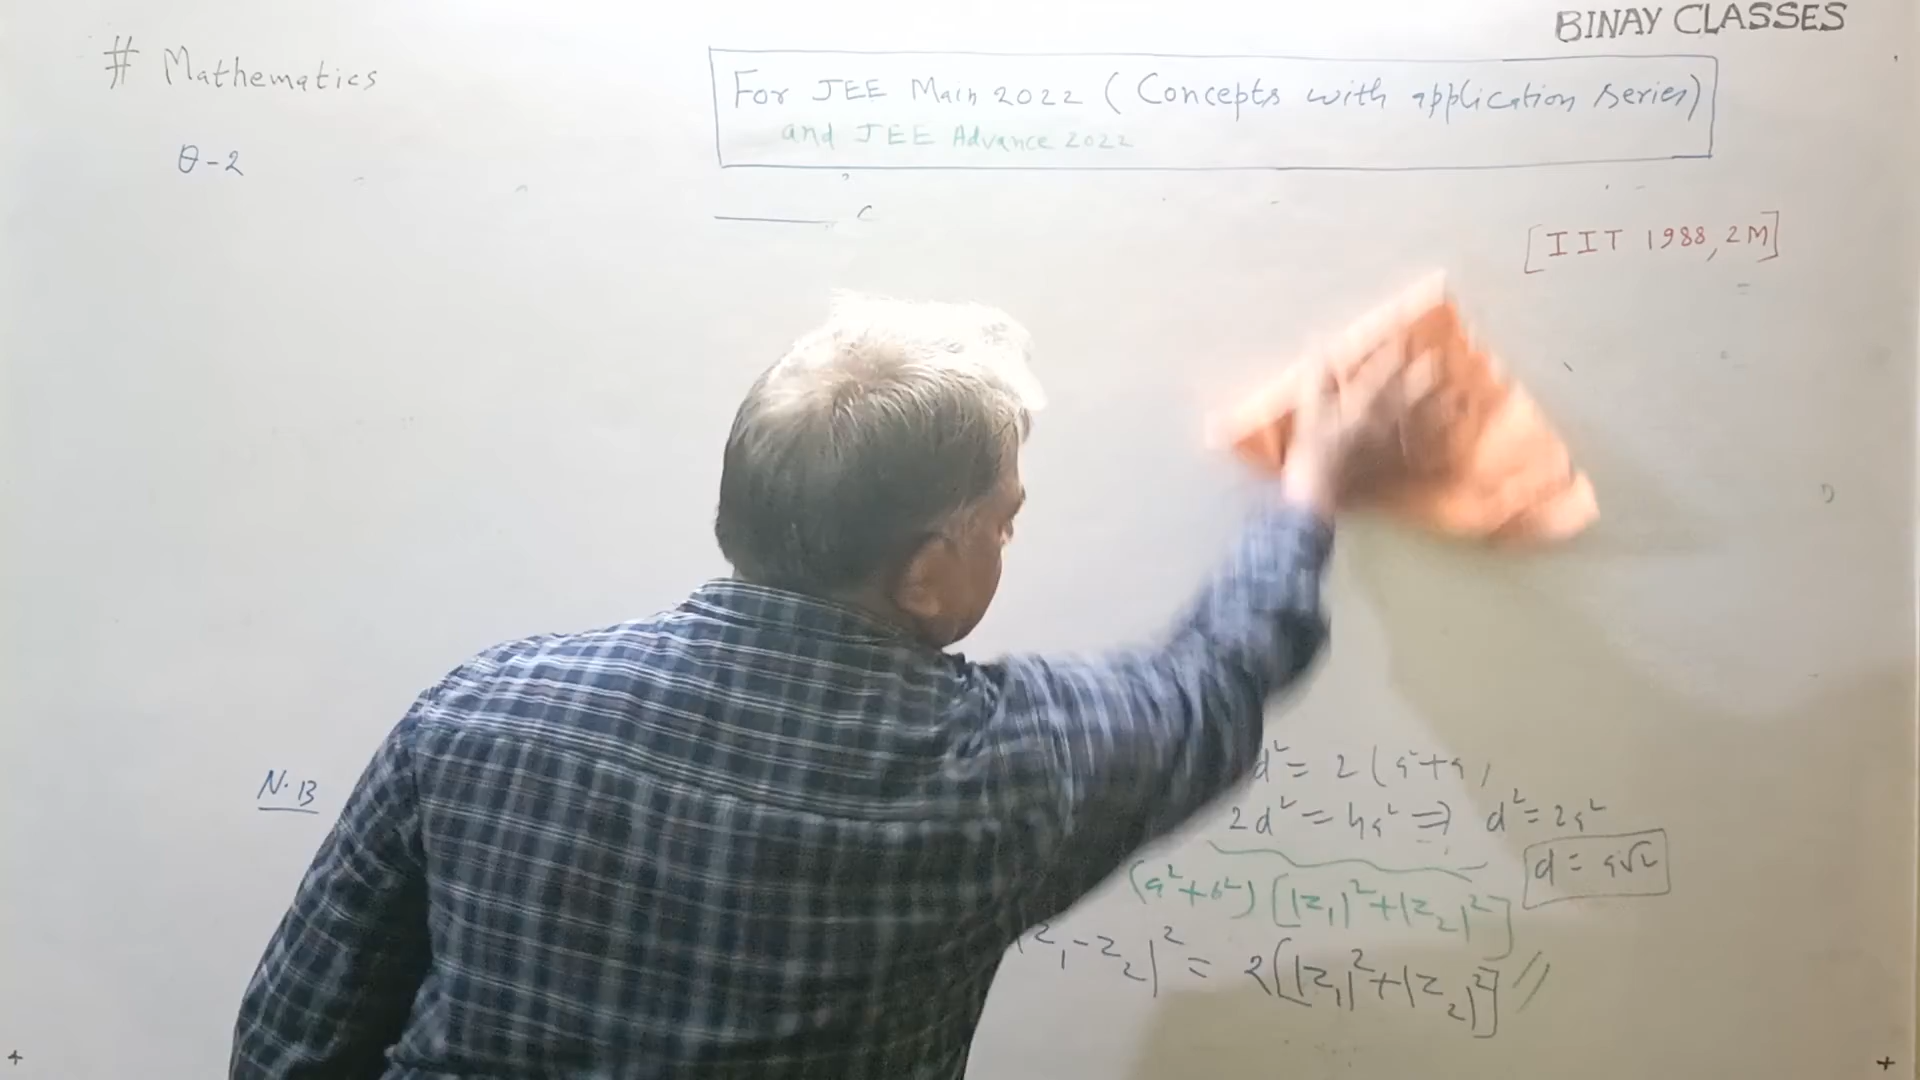 BINAY CLASSES
# Mathematics
For JEE Main 2022 (Concepts with application series)
and JEE Advance 2022
Q-2
[IIT 1988, 2M]
N.B
d² = 2(a²+a
2d² = 4a² ⇒ d² = 2a²
d = a√2
(a²+b²)[|z₁|²+|z₂|²]
z₁-z₂|² = 2[|z₁|²+|z₂|²]//